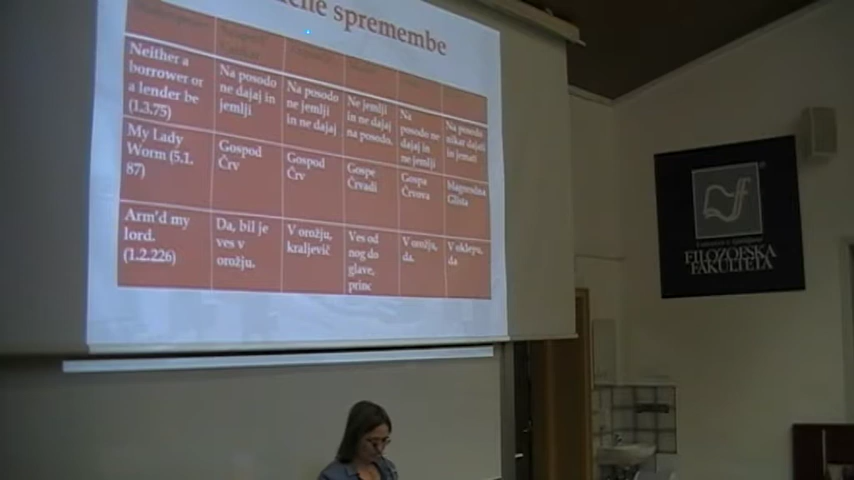 spremembe
Neither a
borrower or
a lender be
(1.3.75)
Na posodo
ne dajaj in
jemlji
Na posodo
ne jemlji
in ne dajaj
Ne jemlji
in ne dajaj
na posodo.
Na
posodo ne
dajaj in
ne jemlji
Na posodo
nikar dajati
in jemati
My Lady
Worm (5.1.
87)
Gospod
Črv
Gospod
Črv
Gospe
Črvadi
Gospa
Črvova
Magnredna
Glista
Arm'd my
lord.
(1.2.226)
Da, bil je
ves v
orožju.
V orožju,
kraljevič
Ves od
nog do
glave,
princ
V orožju,
da.
V oklepu,
da
FILOZOFSKA
FAKULTETA